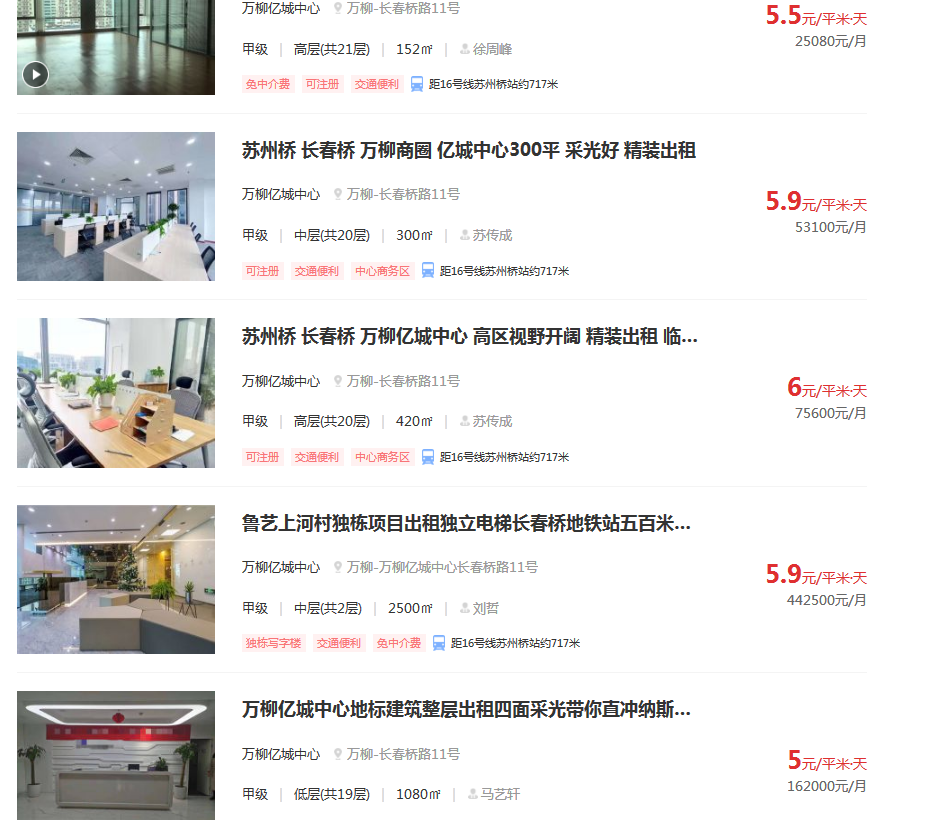 万柳亿城中心 万柳-长春桥路11号
5.5元/平米·天
25080元/月
甲级 | 高层(共21层) | 152㎡ | 徐周峰
免中介费 可注册 交通便利 距16号线苏州桥站约717米
苏州桥 长春桥 万柳商圈 亿城中心300平 采光好 精装出租
万柳亿城中心 万柳-长春桥路11号
5.9元/平米·天
53100元/月
甲级 | 中层(共20层) | 300㎡ | 苏传成
可注册 交通便利 中心商务区 距16号线苏州桥站约717米
苏州桥 长春桥 万柳亿城中心 高区视野开阔 精装出租 临...
万柳亿城中心 万柳-长春桥路11号
6元/平米·天
75600元/月
甲级 | 高层(共20层) | 420㎡ | 苏传成
可注册 交通便利 中心商务区 距16号线苏州桥站约717米
鲁艺上河村独栋项目出租独立电梯长春桥地铁站五百米...
万柳亿城中心 万柳-万柳亿城中心长春桥路11号
5.9元/平米·天
442500元/月
甲级 | 中层(共2层) | 2500㎡ | 刘哲
独栋写字楼 交通便利 免中介费 距16号线苏州桥站约717米
万柳亿城中心地标建筑整层出租四面采光带你直冲纳斯...
万柳亿城中心 万柳-长春桥路11号
5元/平米·天
162000元/月
甲级 | 低层(共19层) | 1080㎡ | 马艺轩